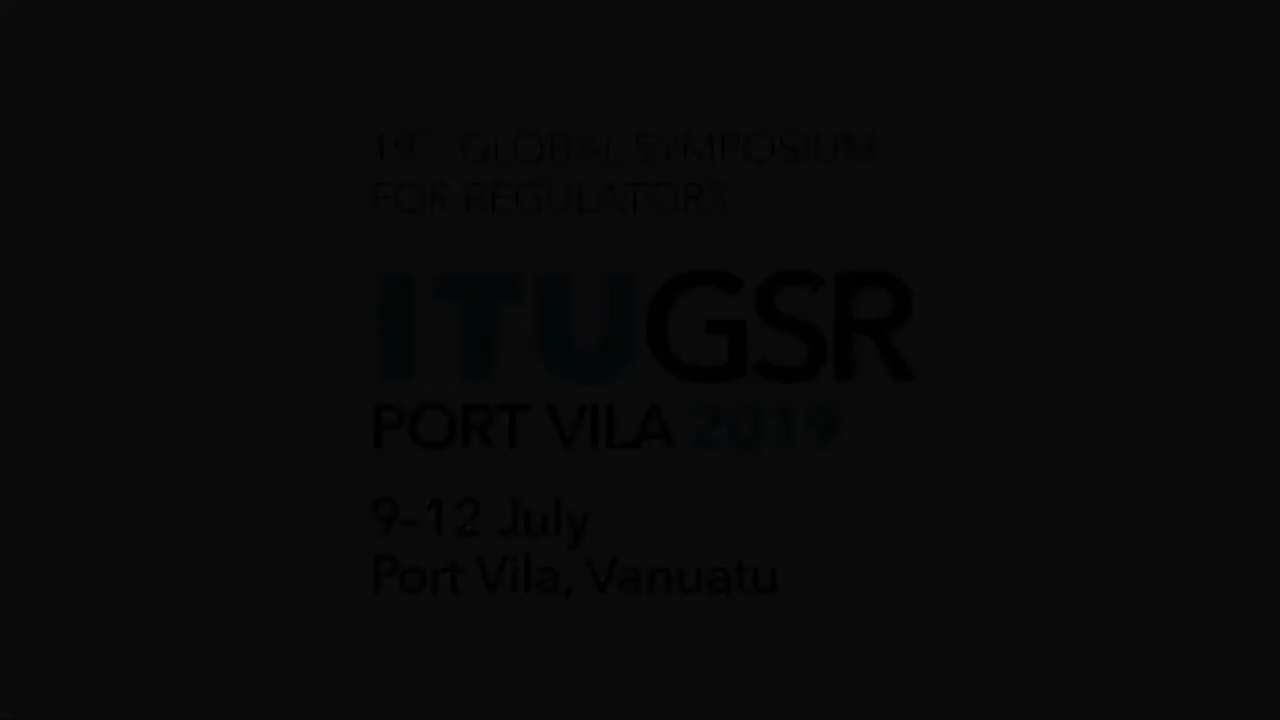 19TH GLOBAL SYMPOSIUM
FOR REGULATORS
ITUGSR
PORT VILA 2019
9-12 July
Port Vila, Vanuatu